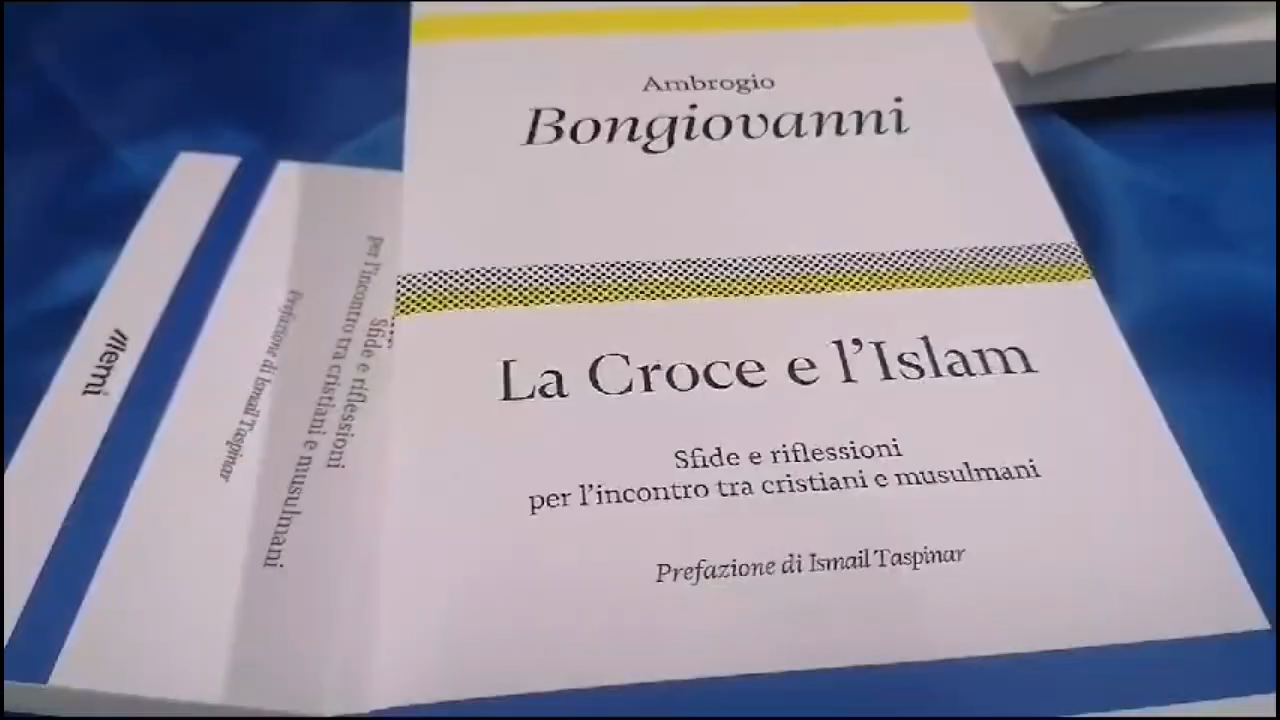 Ambrogio
Bongiovanni
La Croce e l'Islam
Sfide e riflessioni
per l'incontro tra cristiani e musulmani
Prefazione di Ismail Taspinar
Sfide e riflessioni
per l'incontro tra cristiani e musulmani
Prefazione di Ismail Taspinar
emi